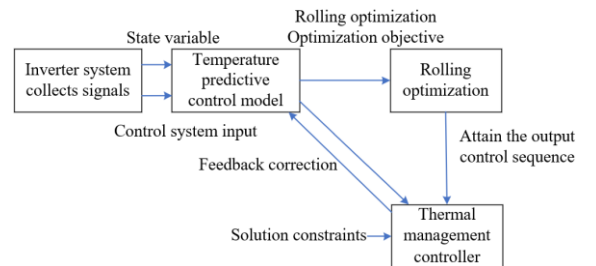 Rolling optimization
Optimization objective
State variable
Inverter system
collects signals
Temperature
predictive
control model
Rolling
optimization
Control system input
Attain the output
control sequence
Feedback correction
Solution constraints
Thermal
management
controller